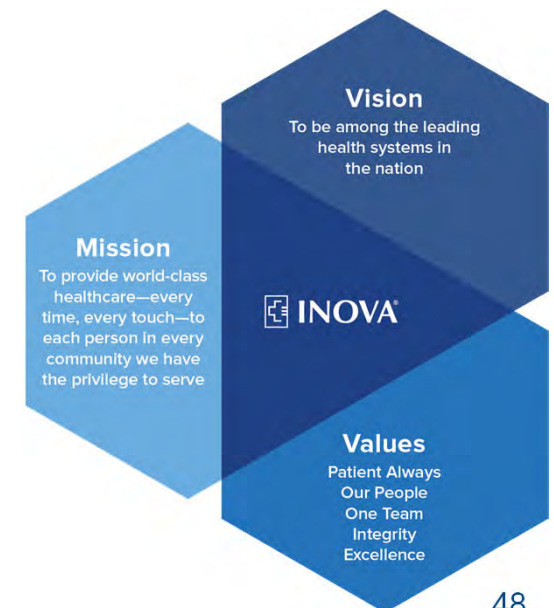 Vision
To be among the leading
health systems in
the nation
Mission
To provide world-class
healthcare—every
time, every touch—to
each person in every
community we have
the privilege to serve
INOVA®
Values
Patient Always
Our People
One Team
Integrity
Excellence
48